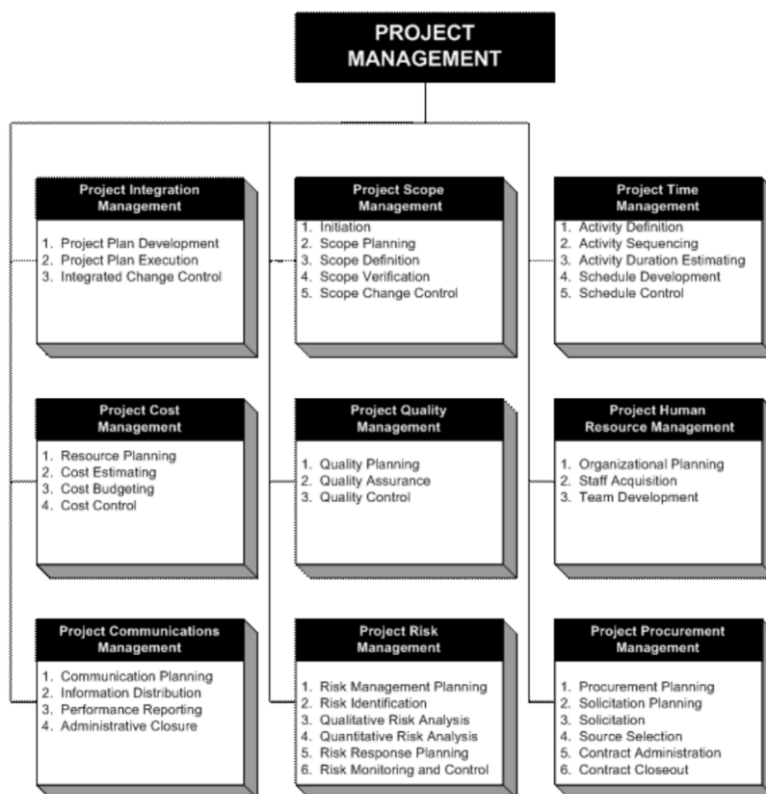 PROJECT
MANAGEMENT
Project Integration
Management
1. Project Plan Development
2. Project Plan Execution
3. Integrated Change Control
Project Scope
Management
1. Initiation
2. Scope Planning
3. Scope Definition
4. Scope Verification
5. Scope Change Control
Project Time
Management
1. Activity Definition
2. Activity Sequencing
3. Activity Duration Estimating
4. Schedule Development
5. Schedule Control
Project Cost
Management
1. Resource Planning
2. Cost Estimating
3. Cost Budgeting
4. Cost Control
Project Quality
Management
1. Quality Planning
2. Quality Assurance
3. Quality Control
Project Human
Resource Management
1. Organizational Planning
2. Staff Acquisition
3. Team Development
Project Communications
Management
1. Communication Planning
2. Information Distribution
3. Performance Reporting
4. Administrative Closure
Project Risk
Management
1. Risk Management Planning
2. Risk Identification
3. Qualitative Risk Analysis
4. Quantitative Risk Analysis
5. Risk Response Planning
6. Risk Monitoring and Control
Project Procurement
Management
1. Procurement Planning
2. Solicitation Planning
3. Solicitation
4. Source Selection
5. Contract Administration
6. Contract Closeout